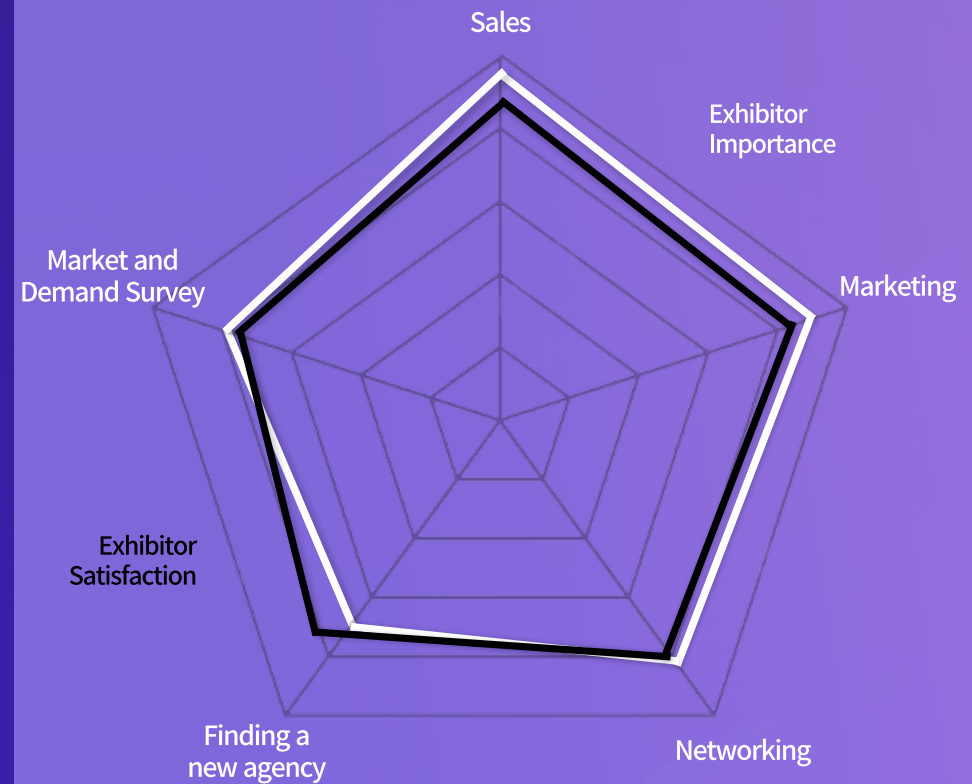 Sales
Exhibitor
Importance
Market and
Demand Survey
Marketing
Exhibitor
Satisfaction
Finding a
new agency
Networking